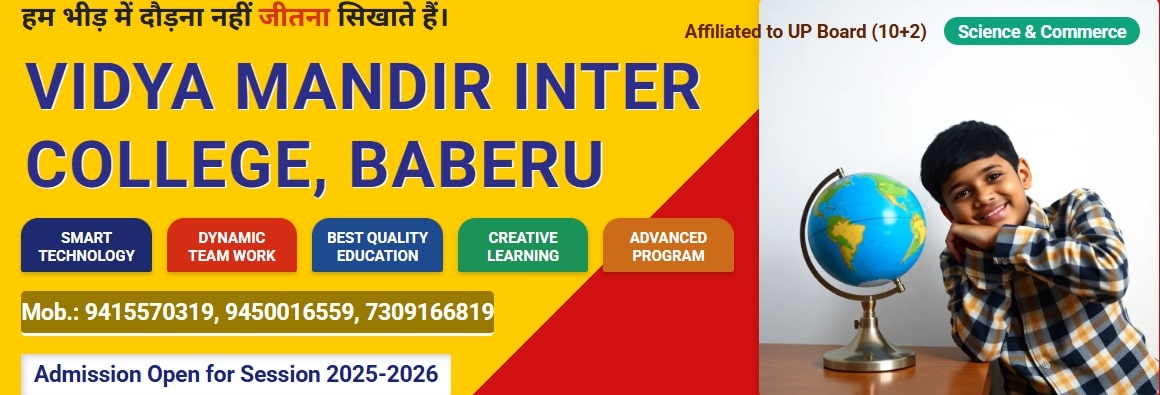 हम भीड़ में दौड़ना नहीं जीतना सिखाते हैं।
Affiliated to UP Board (10+2)
Science & Commerce
VIDYA MANDIR INTER
COLLEGE, BABERU
SMART
TECHNOLOGY
DYNAMIC
TEAM WORK
BEST QUALITY
EDUCATION
CREATIVE
LEARNING
ADVANCED
PROGRAM
Mob.: 9415570319, 9450016559, 7309166819
Admission Open for Session 2025-2026